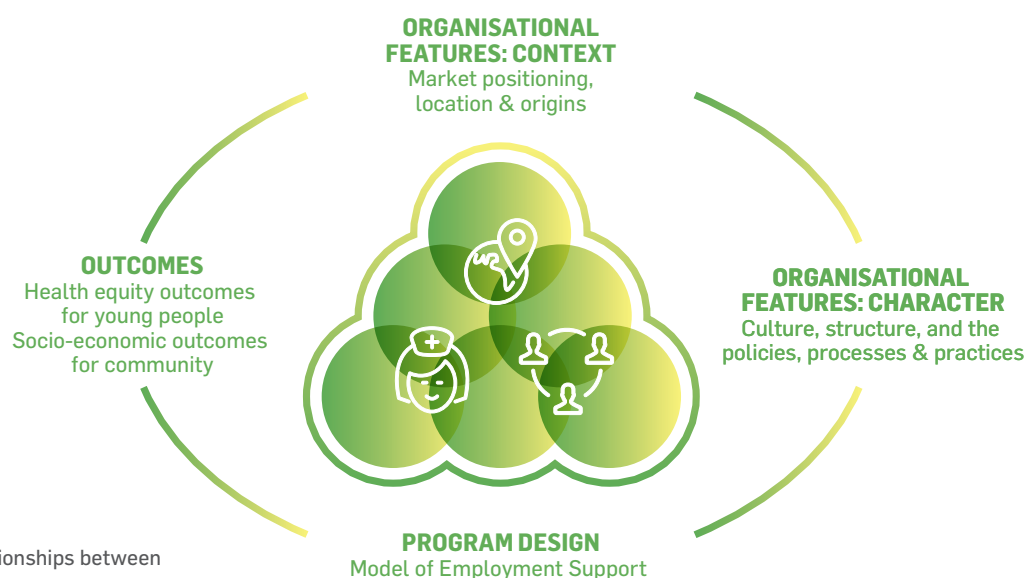 ORGANISATIONAL
FEATURES: CONTEXT
Market positioning,
location & origins
OUTCOMES
Health equity outcomes
for young people
Socio-economic outcomes
for community
ORGANISATIONAL
FEATURES: CHARACTER
Culture, structure, and the
policies, processes & practices
PROGRAM DESIGN
Model of Employment Support
between